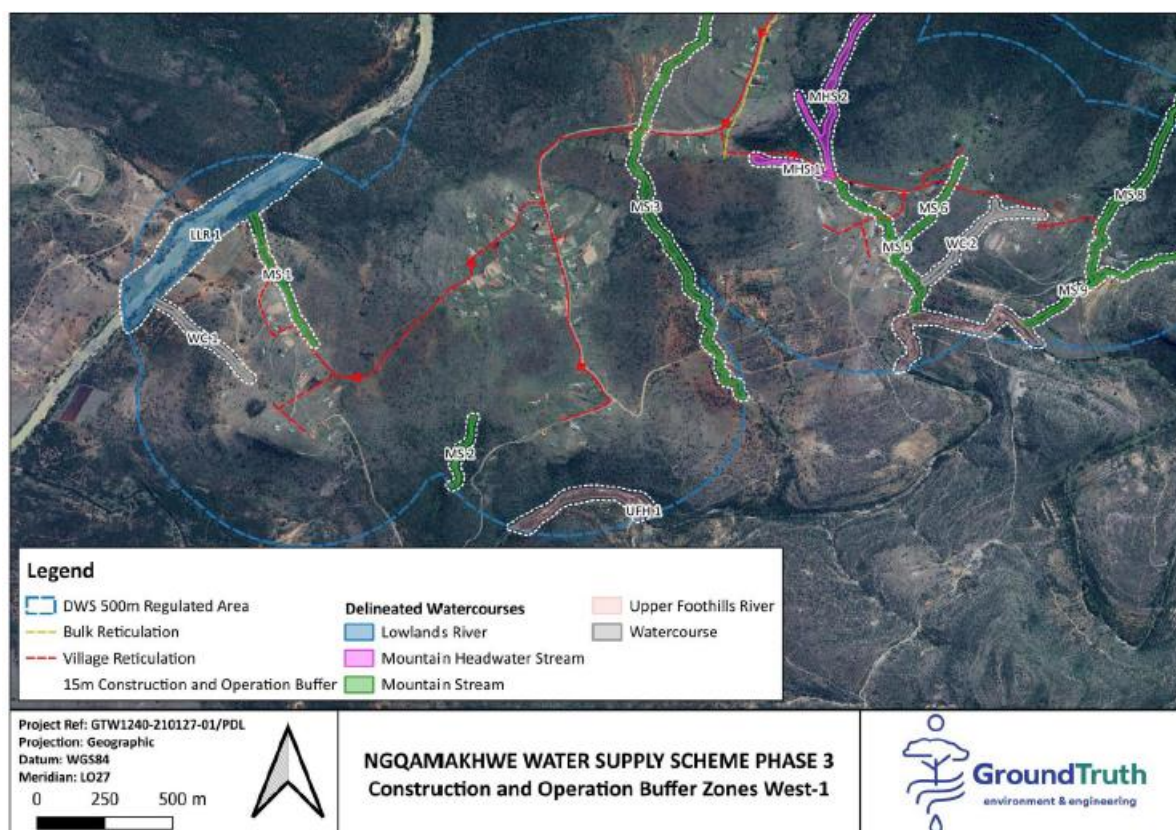 MHS 2
MHS 1
MS 8
MS 3
MS 6
LLR 1
MS 5
WC 2
MS 1
MS 9
WC 1
MS 2
UFH 1
Legend
DWS 500m Regulated Area
Bulk Reticulation
Village Reticulation
15m Construction and Operation Buffer
Delineated Watercourses
Lowlands River
Mountain Headwater Stream
Mountain Stream
Upper Foothills River
Watercourse
Project Ref: GTW1240-210127-01/PDL
Projection: Geographic
Datum: WGS84
Meridian: LO27
0 250 500 m
NGQAMAKHWE WATER SUPPLY SCHEME PHASE 3
Construction and Operation Buffer Zones West-1
GroundTruth
environment & engineering